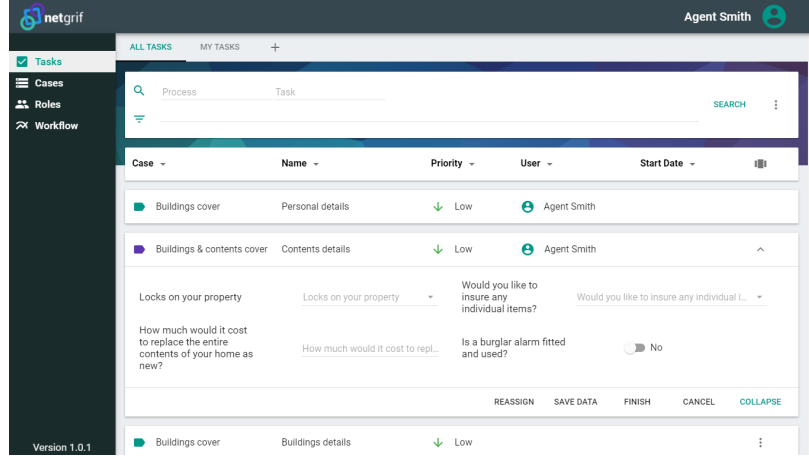 netgrif
Agent Smith
ALL TASKS MY TASKS +
Tasks
Cases
Roles
Workflow
Process Task
SEARCH
Case Name Priority User Start Date
Buildings cover Personal details Low Agent Smith
Buildings & contents cover Contents details Low Agent Smith
Locks on your property
Locks on your property
Would you like to
insure any
individual items?
Would you like to insure any individual i...
How much would it cost
to replace the entire
contents of your home as
new?
How much would it cost to repl...
Is a burglar alarm fitted
and used?
No
REASSIGN SAVE DATA FINISH CANCEL COLLAPSE
Buildings cover Buildings details Low
Version 1.0.1